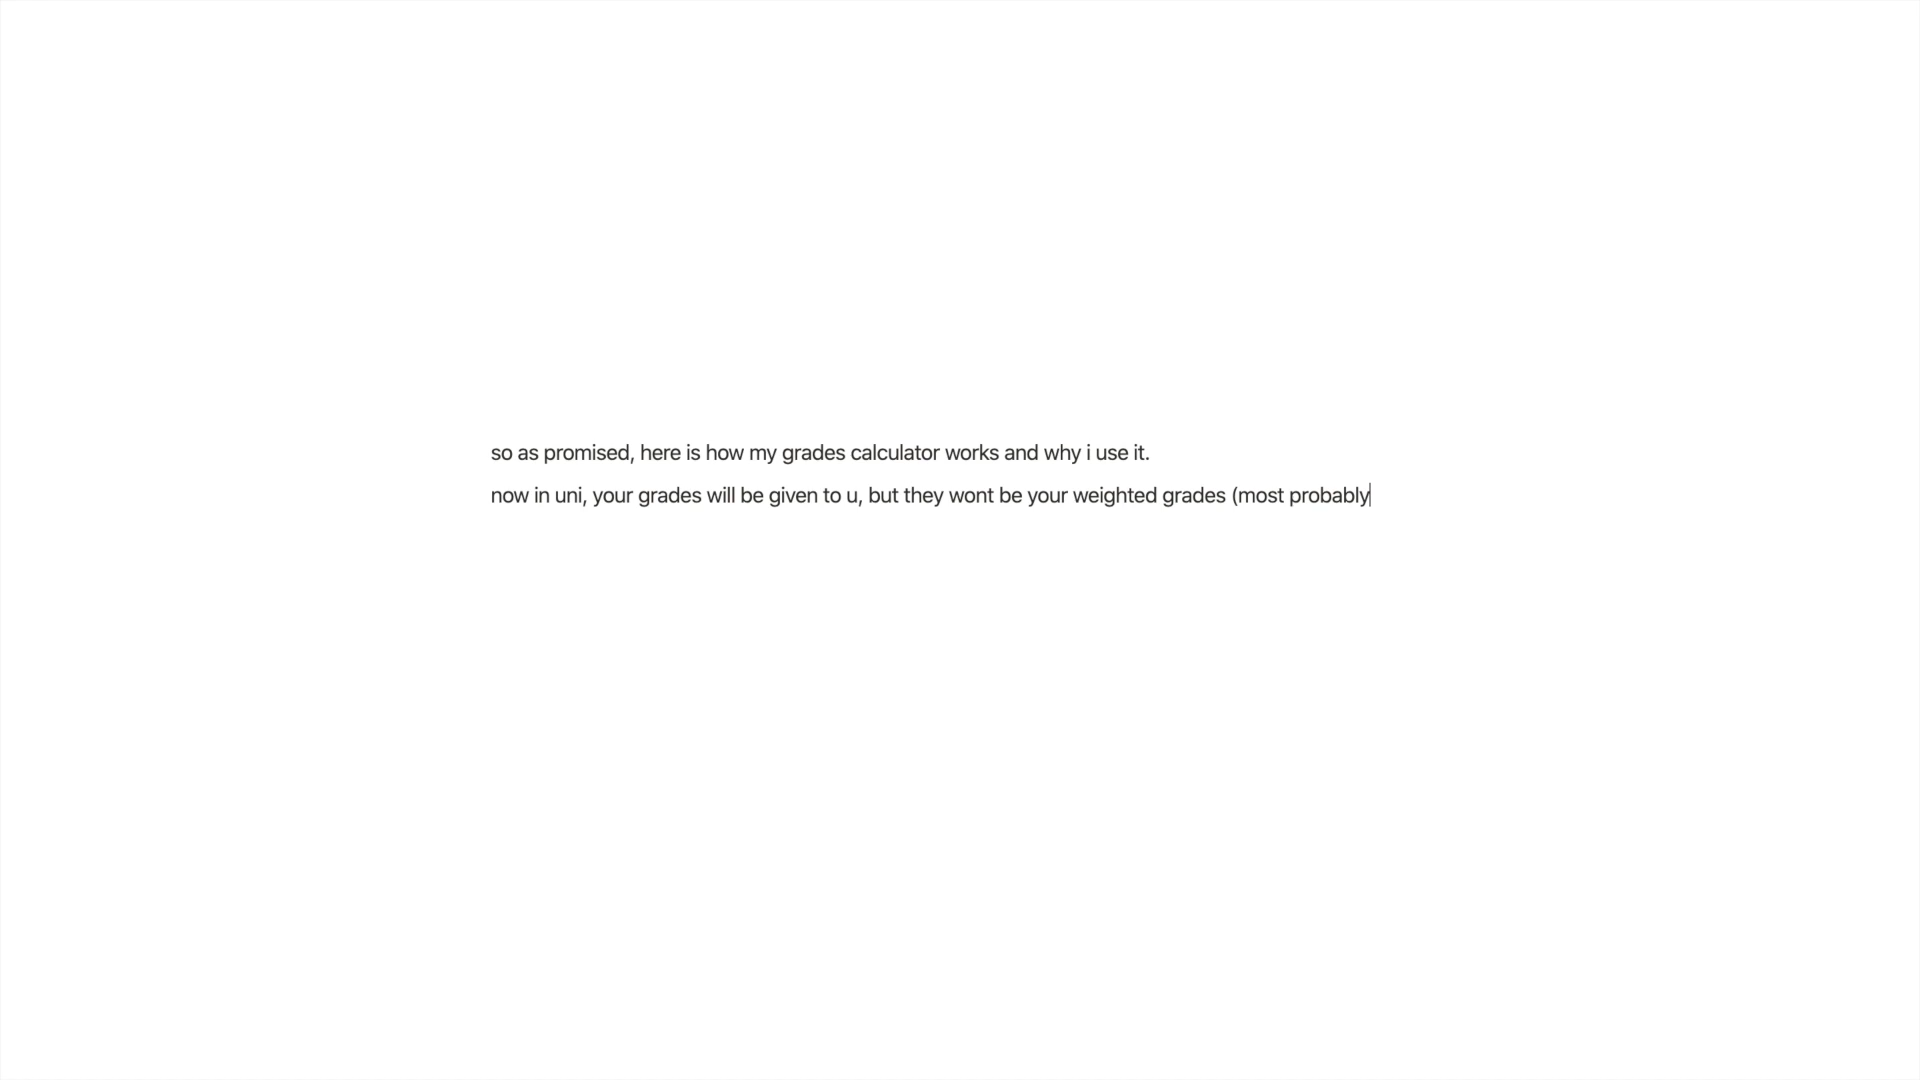 so as promised, here is how my grades calculator works and why i use it.
now in uni, your grades will be given to u, but they wont be your weighted grades (most probably